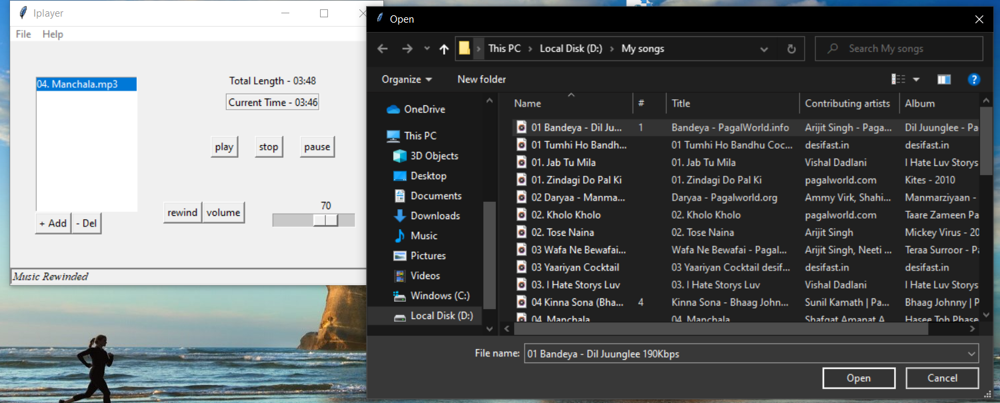 Iplayer
File Help
04. Manchala.mp3
Total Length - 03:48
Current Time - 03:46
play stop pause
70
rewind volume
+ Add - Del
Music Rewinded
Open
This PC Local Disk (D:) My songs
Search My songs
Organize New folder
OneDrive
This PC
3D Objects
Desktop
Documents
Downloads
Music
Pictures
Videos
Windows (C:)
Local Disk (D:)
Name # Title Contributing artists Album
01 Bandeya - Dil Ju... 1 Bandeya - PagalWorld.info Arijit Singh - Paga... Dil Juunglee - Pa
01 Tumhi Ho Bandh... 01 Tumhi Ho Bandhu Coc... desifast.in desifast.in
01. Jab Tu Mila 01. Jab Tu Mila Vishal Dadlani I Hate Luv Storys
01. Zindagi Do Pal Ki 01. Zindagi Do Pal Ki pagalworld.com Kites - 2010
02 Daryaa - Manma... Daryaa - Pagalworld.org Ammy Virk, Shahi... Manmarziyaan -
02. Kholo Kholo 02. Kholo Kholo pagalworld.com Taare Zameen Pa
02. Tose Naina 02. Tose Naina Arijit Singh Mickey Virus - 20
03 Wafa Ne Bewafai... Wafa Ne Bewafai - Pagal... Arijit Singh, Neeti ... Teraa Surroor - Pa
03 Yaariyan Cocktail 03 Yaariyan Cocktail desif... desifast.in desifast.in
03. I Hate Storys Luv 03. I Hate Storys Luv Vishal Dadlani I Hate Luv Storys
04 Kinna Sona (Bha... 4 Kinna Sona - Bhaag John... Sunil Kamath | Pa... Bhaag Johnny | P
04. Manchala 04. Manchala Shafqat Amanat A... Hasee Toh Phase
File name: 01 Bandeya - Dil Juunglee 190Kbps
Open Cancel